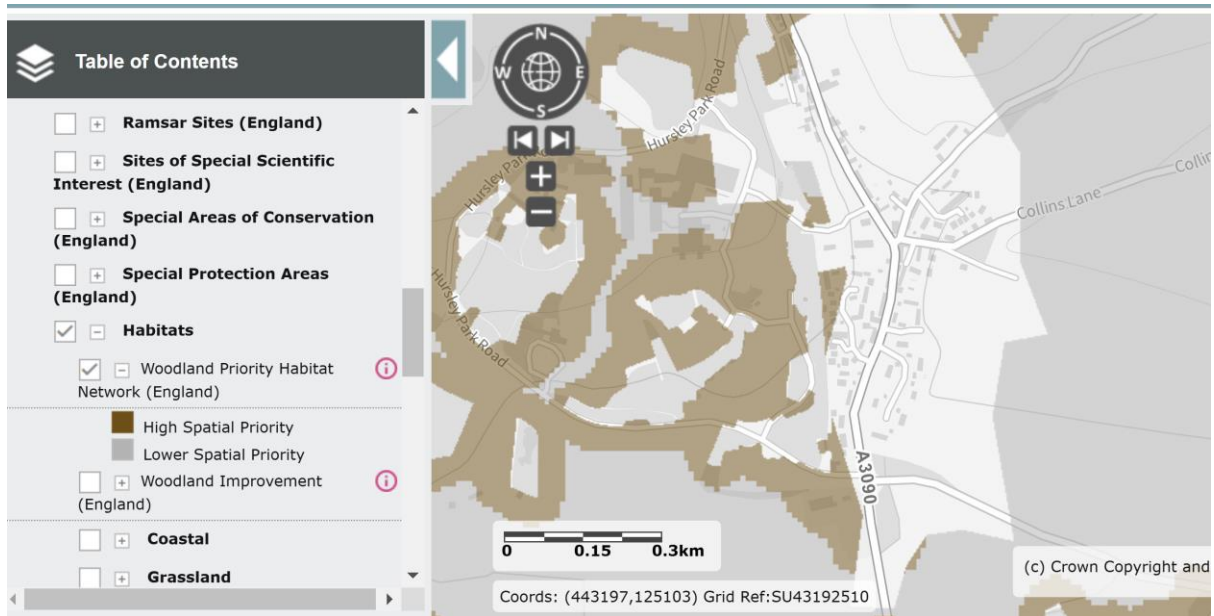 Table of Contents
Ramsar Sites (England)
Sites of Special Scientific
Interest (England)
Special Areas of Conservation
(England)
Special Protection Areas
(England)
Habitats
Woodland Priority Habitat
Network (England)
High Spatial Priority
Lower Spatial Priority
Woodland Improvement
(England)
Coastal
Grassland
N
W
E
S
Hursley Park Road
Hursley Park
Hursley Park Road
Collins Lane
Collin
A3090
0 0.15 0.3km
Coords: (443197,125103) Grid Ref:SU43192510
(c) Crown Copyright and